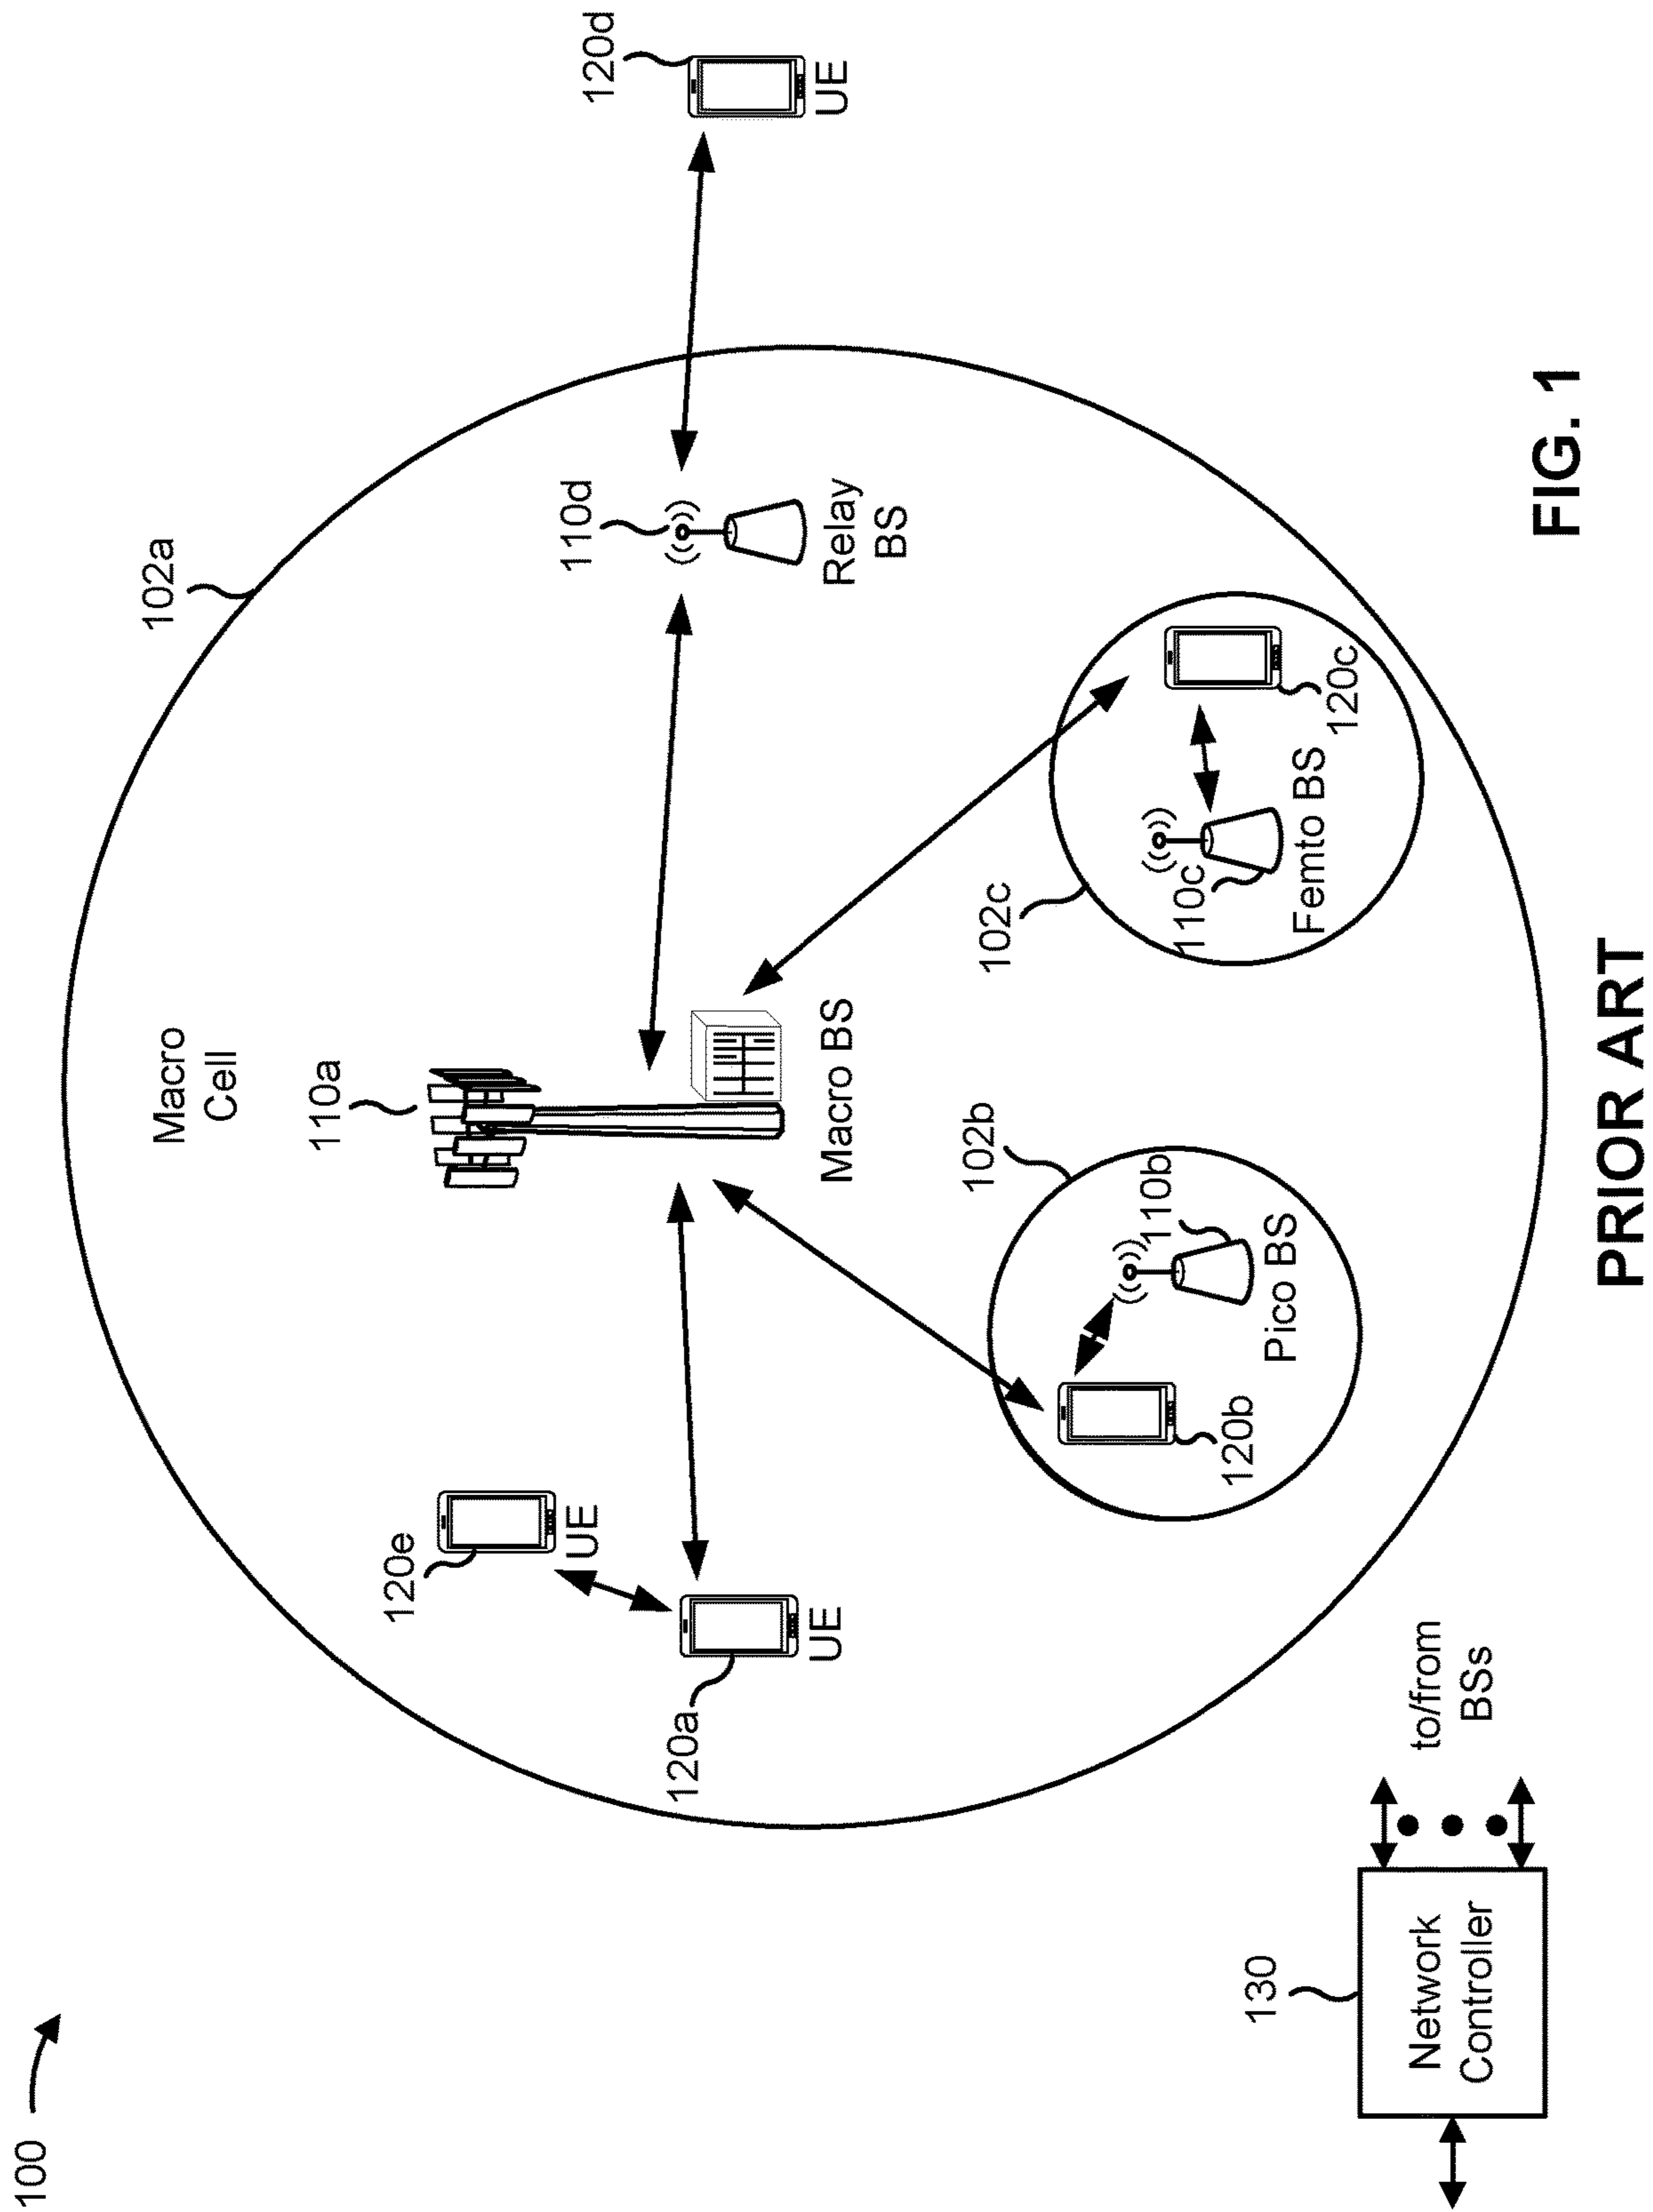 100
102a
Macro
Cell
110a
120d
UE
120e
UE
110d
Relay
BS
120a
UE
Macro BS
102b
102c
110b
Pico BS
120b
110c
Femto BS
120c
130
Network
Controller
to/from
BSs
FIG. 1
PRIOR ART